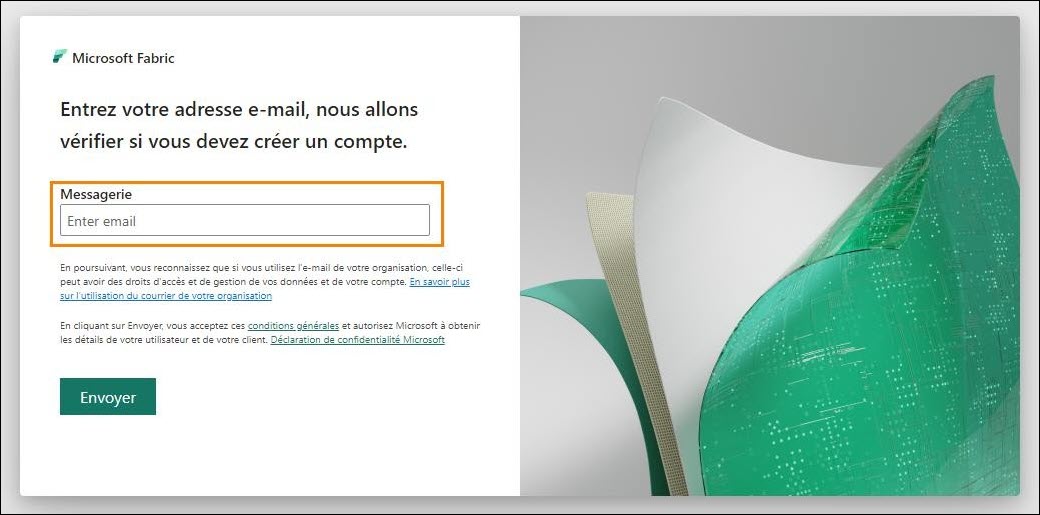 Microsoft Fabric
Entrez votre adresse e-mail, nous allons
vérifier si vous devez créer un compte.
Messagerie
Enter email
En poursuivant, vous reconnaissez que si vous utilisez l'e-mail de votre organisation, celle-ci
peut avoir des droits d'accès et de gestion de vos données et de votre compte. En savoir plus
sur l'utilisation du courrier de votre organisation
En cliquant sur Envoyer, vous acceptez ces conditions générales et autorisez Microsoft à obtenir
les détails de votre utilisateur et de votre client. Déclaration de confidentialité Microsoft
Envoyer